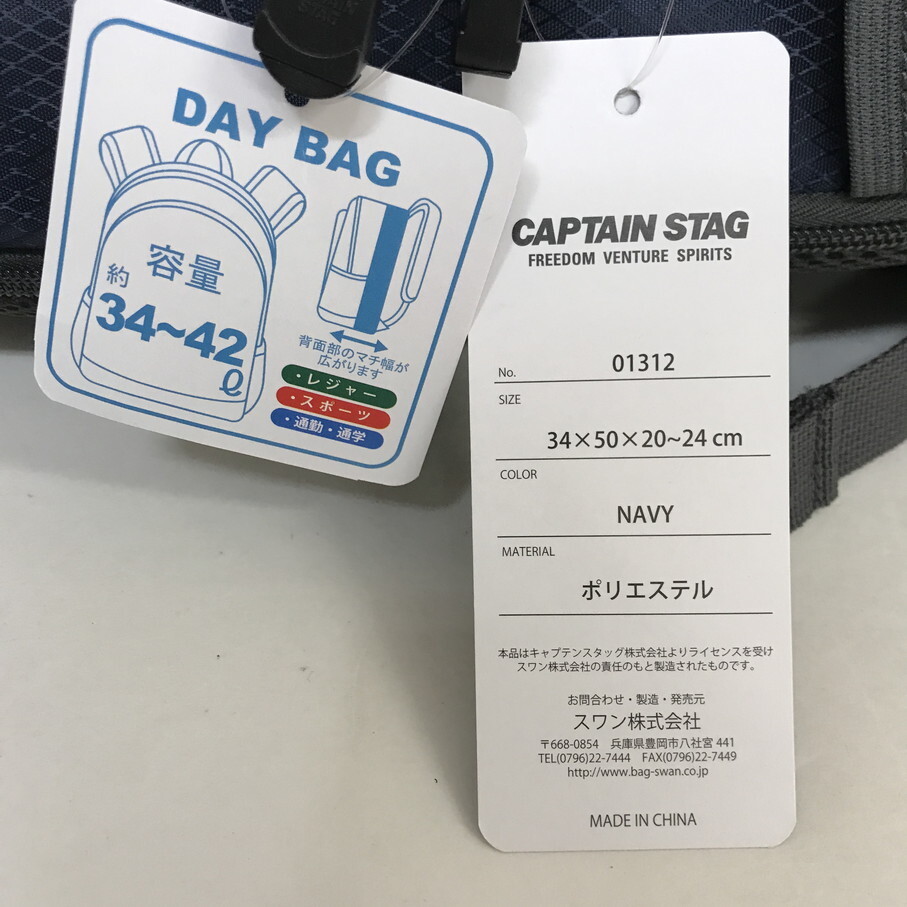 CAPTAIN
STAG
DAY BAG
容量
約
34~42
ℓ
背面部のマチ幅が
広がります
・レジャー
・スポーツ
・通勤・通学
CAPTAIN STAG
FREEDOM VENTURE SPIRITS
No. 01312
SIZE
34×50×20~24 cm
COLOR
NAVY
MATERIAL
ポリエステル
本品はキャプテンスタッグ株式会社よりライセンスを受け
スワン株式会社の責任のもと製造されたものです。
お問合わせ・製造・発売元
スワン株式会社
〒668-0854 兵庫県豊岡市八社宮 441
TEL(0796)22-7444 FAX(0796)22-7449
http://www.bag-swan.co.jp
MADE IN CHINA